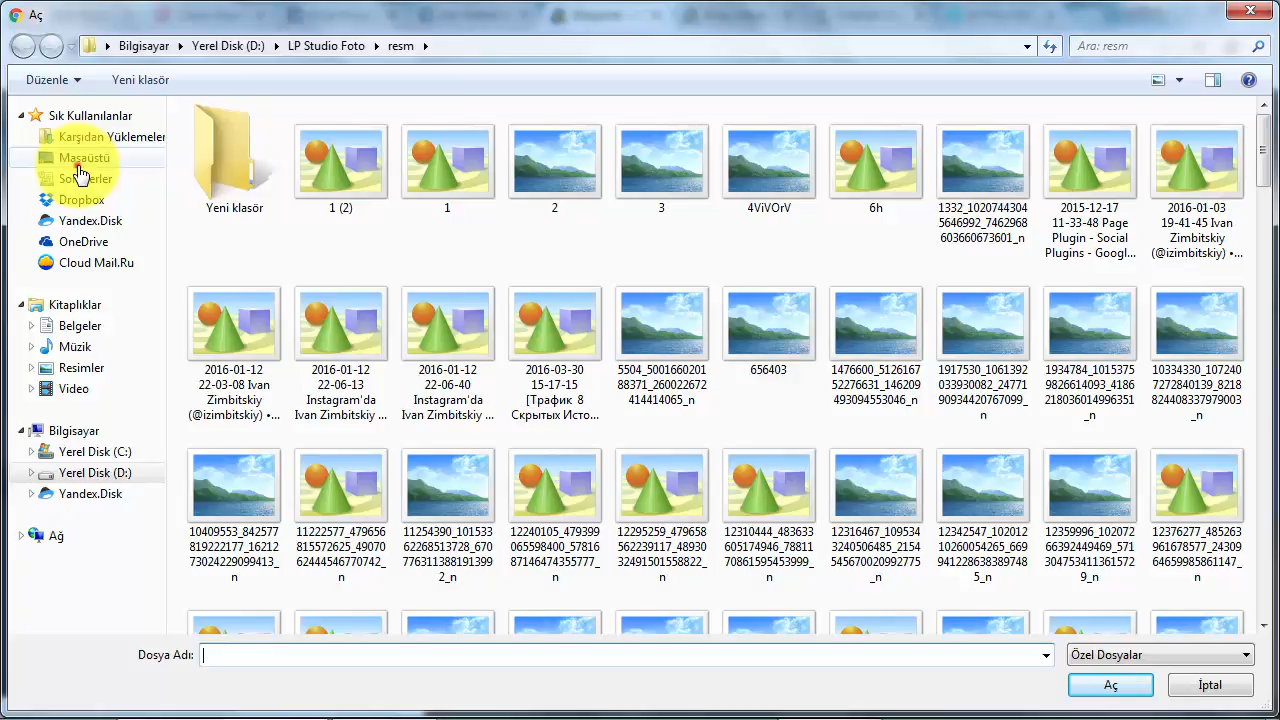 Aç
Bilgisayar
Yerel Disk (D:)
LP Studio Foto
resm
Ara: resm
Düzenle
Yeni klasör
Sık Kullanılanlar
Karşıdan Yüklemeler
Masaüstü
Dropbox
Yandex.Disk
OneDrive
Cloud Mail.Ru
Kitaplıklar
Belgeler
Müzik
Resimler
Video
Bilgisayar
Yerel Disk (C:)
Yerel Disk (D:)
Yandex.Disk
Ağ
Yeni klasör
1 (2)
1
2
3
4ViVOrV
6h
1332_1020744304
5646992_7462968
603660673601_n
2015-12-17
11-33-48 Page
Plugin - Social
Plugins - Googl...
2016-01-03
19-41-45 Ivan
Zimbitskiy
(@izimbitskiy) •...
2016-01-12
22-03-08 Ivan
Zimbitskiy
(@izimbitskiy) •...
2016-01-12
22-06-13
Instagram'da
Ivan Zimbitskiy ...
2016-01-12
22-06-40
Instagram'da
Ivan Zimbitskiy ...
2016-03-30
15-17-15
[Трафик 8
Скрытых Исто...
5504_5001660201
88371_260022672
414414065_n
656403
1476600_5126167
52276631_146209
493094553046_n
1917530_1061392
033930082_24771
90934420767099_
n
1934784_1015375
9826614093_4186
218036014996351
_n
10334330_107240
7272840139_8218
824408337979003
_n
10409553_842577
819222177_16212
73024229099413_
n
11222577_479656
815572625_49070
62444546770742_
n
11254390_101533
62268513728_670
776311388191399
2_n
12240105_479399
065598400_57816
87146474355777_
n
12295259_479658
562239117_48930
32491501558822_
n
12310444_483633
605174946_78811
70861595453999_
n
12316467_109534
3240506485_2154
545670020992775
_n
12342547_102012
10260054265_669
941228638389748
5_n
12359996_102072
66392449469_571
304753411361572
9_n
12376277_485263
961678577_24309
64659985861147_
n
Dosya Adı:
Özel Dosyalar
Aç
İptal